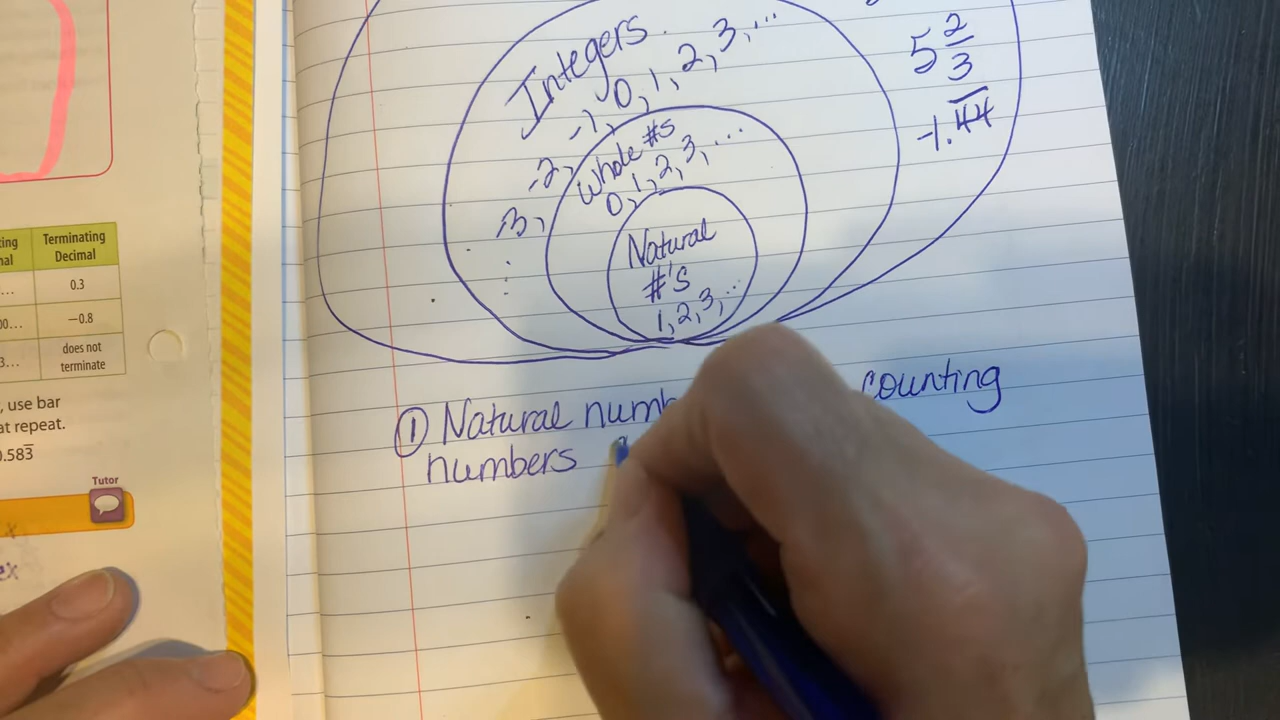 Integers
-3, -2, -1, 0, 1, 2, 3, ...
Whole #s
0, 1, 2, 3, ...
Natural
#'s
1, 2, 3, ...
5 2/3
-1.4̅4̅
① Natural numb counting
numbers
Terminating
Decimal
0.3
-0.8
does not
terminate
, use bar
at repeat.
0.583̅
Tutor